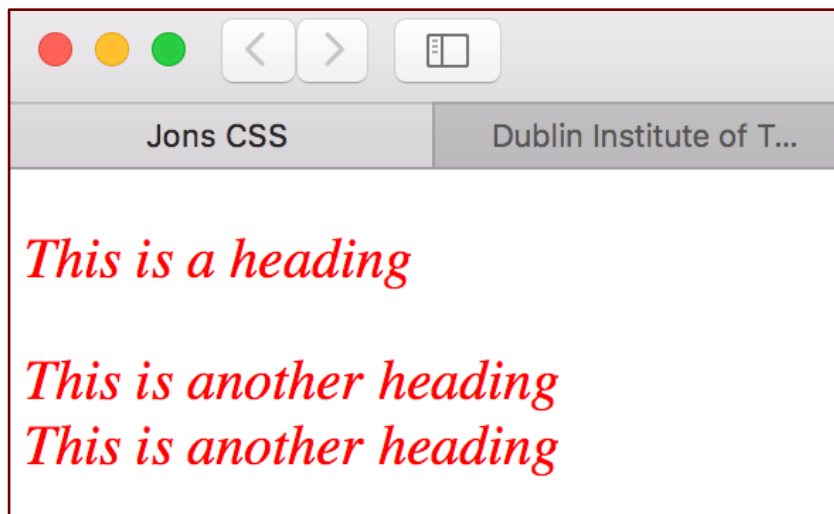 Jons CSS
Dublin Institute of T...
This is a heading
This is another heading
This is another heading